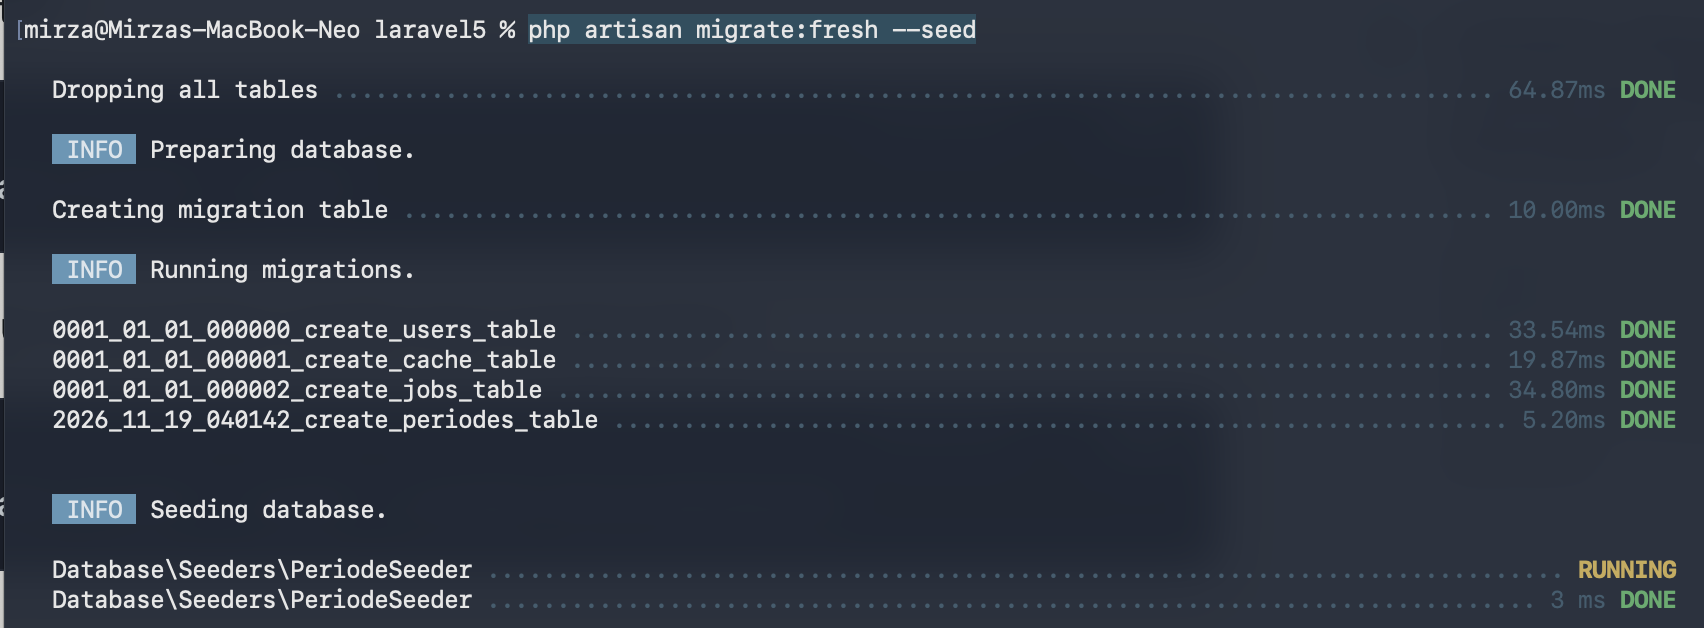 [mirza@Mirzas-MacBook-Neo laravel5 % php artisan migrate:fresh --seed
Dropping all tables ........................................................................................ 64.87ms DONE
INFO Preparing database.
Creating migration table ........................................................................................ 10.00ms DONE
INFO Running migrations.
0001_01_01_000000_create_users_table .................................................................. 33.54ms DONE
0001_01_01_000001_create_cache_table .................................................................. 19.87ms DONE
0001_01_01_000002_create_jobs_table ................................................................... 34.80ms DONE
2026_11_19_040142_create_periodes_table ................................................................ 5.20ms DONE
INFO Seeding database.
Database\Seeders\PeriodeSeeder ............................................................................. RUNNING
Database\Seeders\PeriodeSeeder ........................................................................... 3 ms DONE